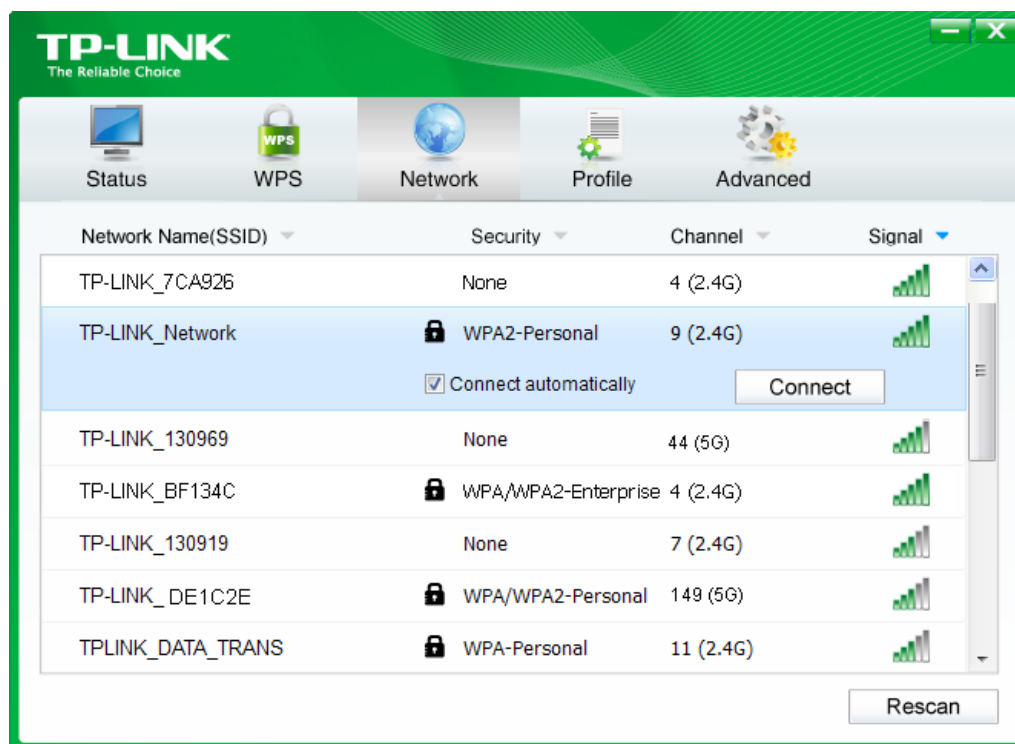 TP-LINK
The Reliable Choice
WPS
Status WPS Network Profile Advanced
Network Name(SSID) Security Channel Signal
TP-LINK_7CA926 None 4 (2.4G)
TP-LINK_Network WPA2-Personal 9 (2.4G)
Connect automatically Connect
TP-LINK_130969 None 44 (5G)
TP-LINK_BF134C WPA/WPA2-Enterprise 4 (2.4G)
TP-LINK_130919 None 7 (2.4G)
TP-LINK_ DE1C2E WPA/WPA2-Personal 149 (5G)
TPLINK_DATA_TRANS WPA-Personal 11 (2.4G)
Rescan